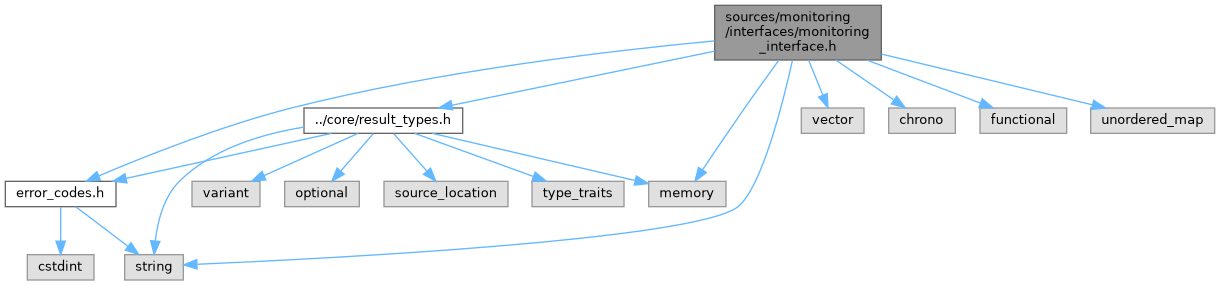 sources/monitoring
/interfaces/monitoring
_interface.h
../core/result_types.h
vector
chrono
functional
unordered_map
error_codes.h
variant
optional
source_location
type_traits
memory
cstdint
string